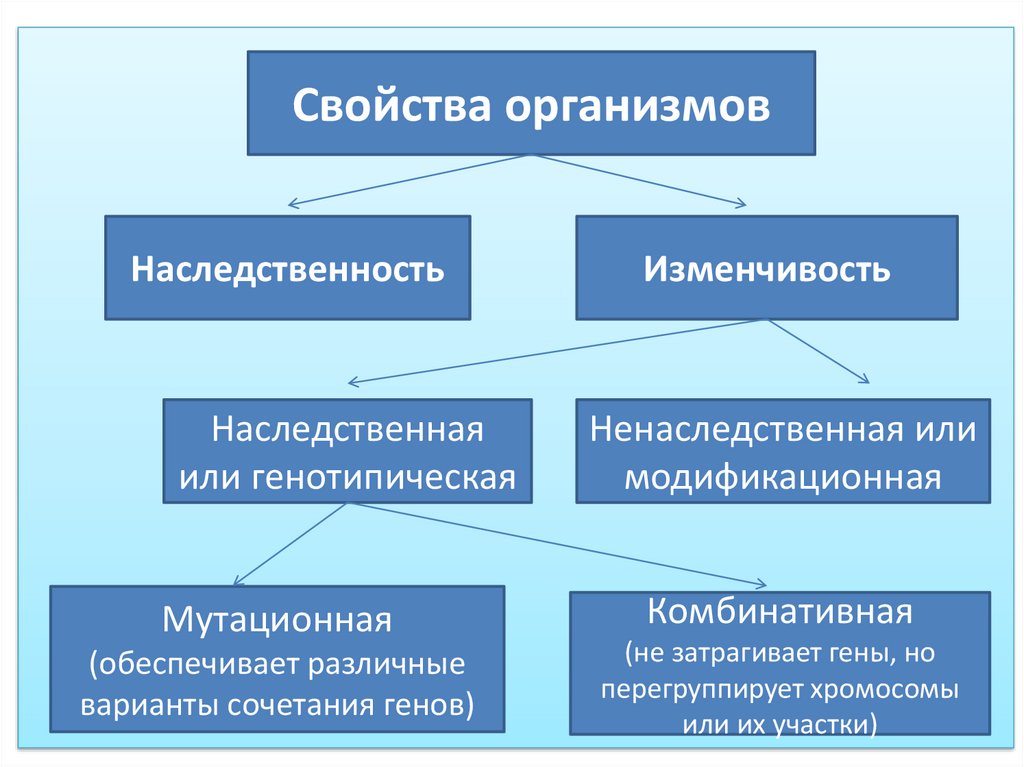 Свойства организмов
Наследственность
Изменчивость
Наследственная
или генотипическая
Ненаследственная или
модификационная
Мутационная
(обеспечивает различные
варианты сочетания генов)
Комбинативная
(не затрагивает гены, но
перегруппирует хромосомы
или их участки)